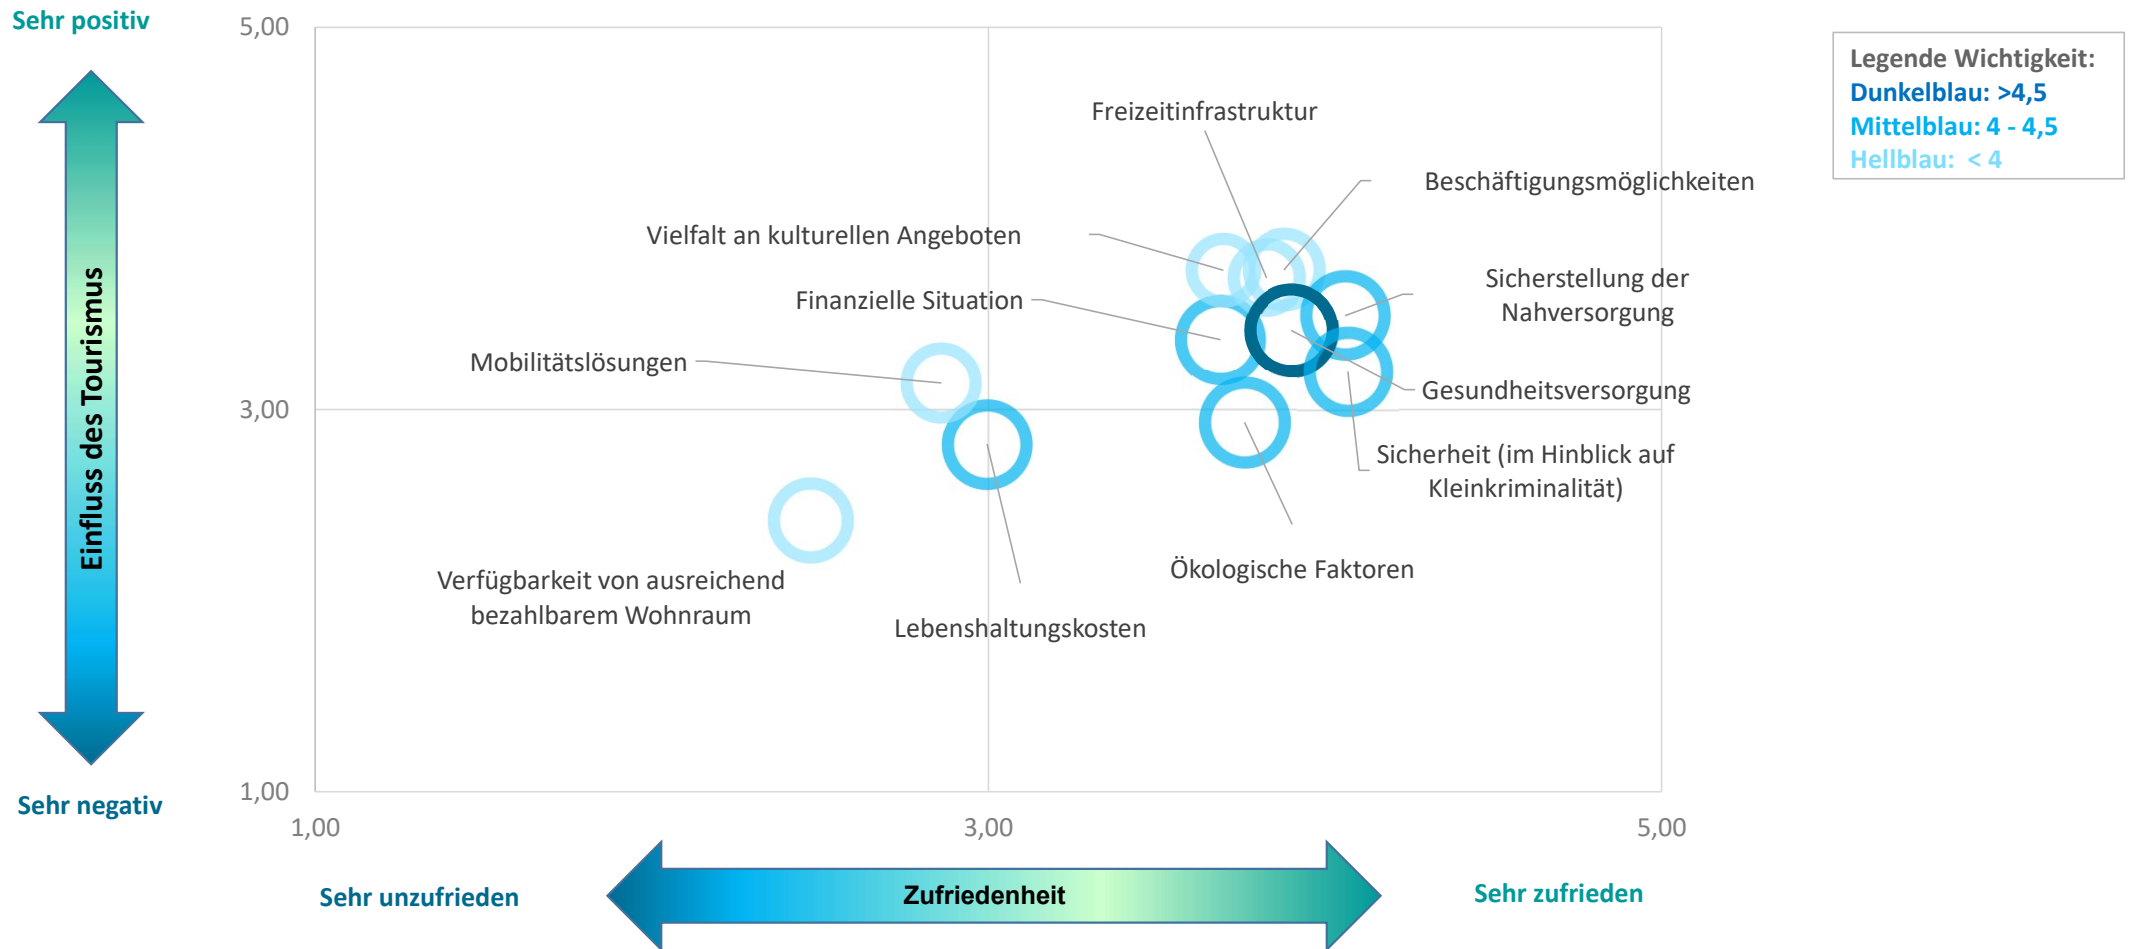 Sehr positiv
5,00
Legende Wichtigkeit:
Dunkelblau: >4,5
Mittelblau: 4 - 4,5
Hellblau: < 4
Freizeitinfrastruktur
Beschäftigungsmöglichkeiten
Vielfalt an kulturellen Angeboten
Sicherstellung der
Nahversorgung
Finanzielle Situation
Mobilitätslösungen
Gesundheitsversorgung
Einfluss des Tourismus
3,00
Sicherheit (im Hinblick auf
Kleinkriminalität)
Ökologische Faktoren
Verfügbarkeit von ausreichend
bezahlbarem Wohnraum
Lebenshaltungskosten
Sehr negativ
1,00
1,00
3,00
5,00
Sehr unzufrieden
Zufriedenheit
Sehr zufrieden